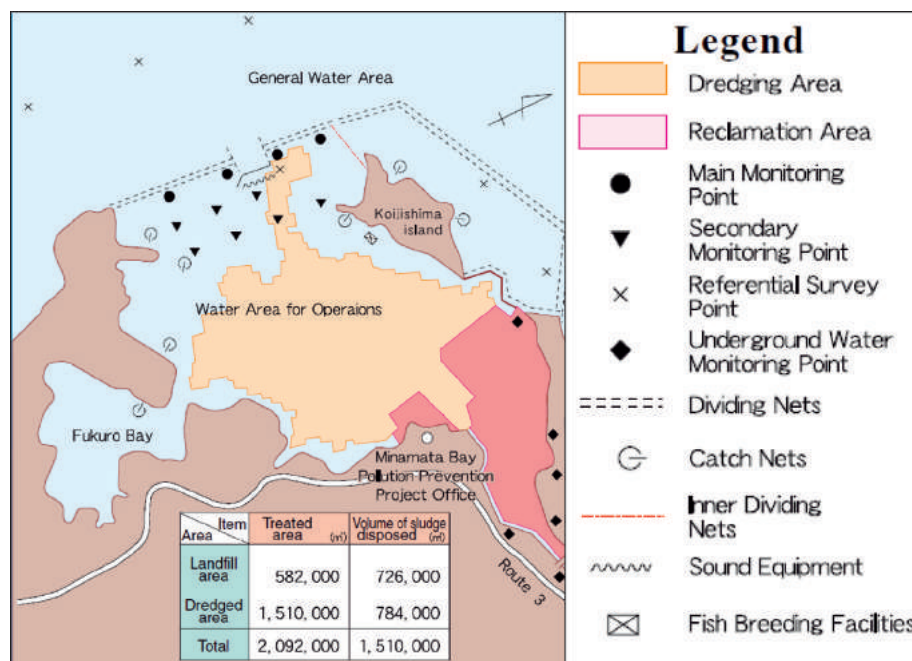 General Water Area
Koijishima
island
Water Area for Operaions
Fukuro Bay
Minamata Bay
Pollution Prevention
Project Office
Route 3
Item
Area
Treated
area (㎡)
Volume of sludge
disposed (㎥)
Landfill
area
582, 000
726, 000
Dredged
area
1, 510, 000
784, 000
Total
2, 092, 000
1, 510, 000
Legend
Dredging Area
Reclamation Area
Main Monitoring
Point
Secondary
Monitoring Point
Referential Survey
Point
Underground Water
Monitoring Point
Dividing Nets
Catch Nets
Inner Dividing
Nets
Sound Equipment
Fish Breeding Facilities